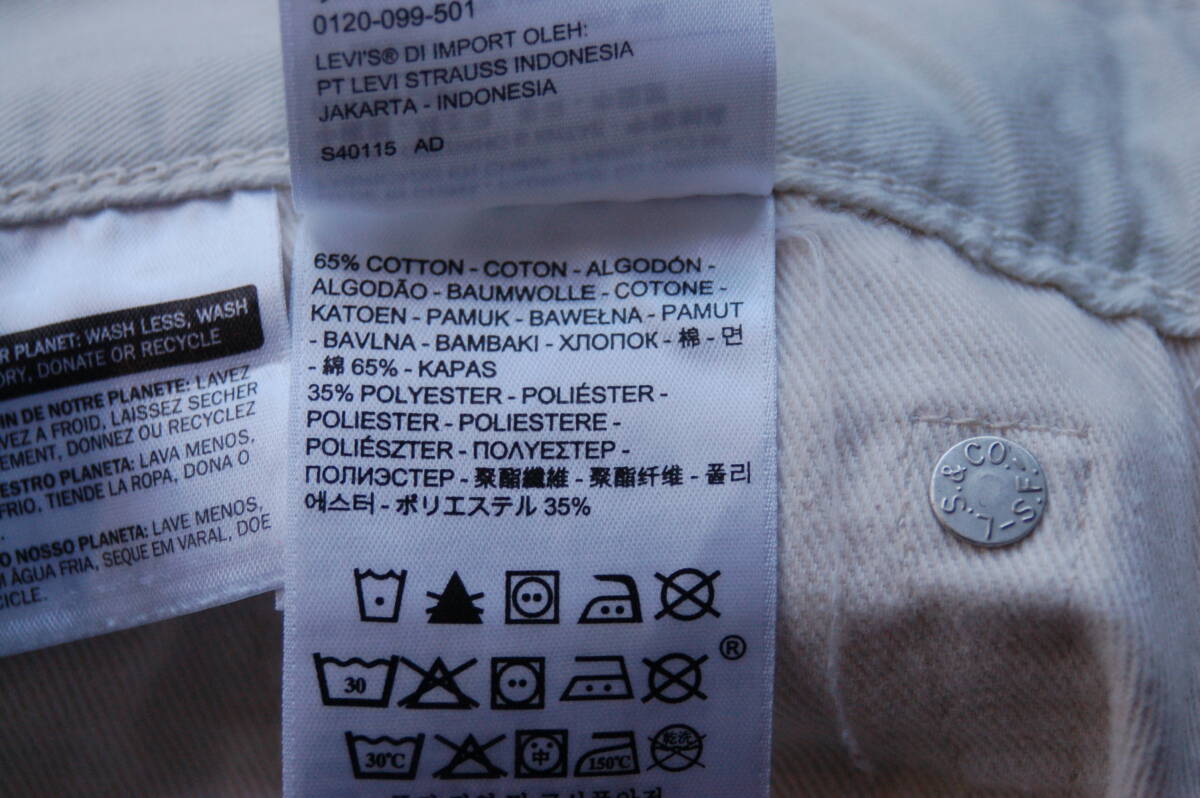 0120-099-501
LEVI'S® DI IMPORT OLEH:
PT LEVI STRAUSS INDONESIA
JAKARTA - INDONESIA
S40115 AD
65% COTTON - COTON - ALGODÓN -
ALGODÃO - BAUMWOLLE - COTONE -
KATOEN - PAMUK - BAWEŁNA - PAMUT
- BAVLNA - BAMBAKI - ХЛОПОК - 棉 - 면
- 綿 65% - KAPAS
35% POLYESTER - POLIÉSTER -
POLIESTER - POLIESTERE -
POLIÉSZTER - ΠΟΛΥΕΣΤΕΡ -
ПОЛИЭСТЕР - 聚酯纖維 - 聚酯纤维 - 폴리
에스터 - ポリエステル 35%
®
30
30℃
中
150℃
乾洗
PLANET: WASH LESS, WASH
DRY, DONATE OR RECYCLE
IN DE NOTRE PLANETE: LAVEZ
VEZ A FROID, LAISSEZ SECHER
EMENT, DONNEZ OU RECYCLEZ
ESTRO PLANETA: LAVA MENOS,
FRIO, TIENDE LA ROPA, DONA O
O NOSSO PLANETA: LAVE MENOS,
M ÁGUA FRIA, SEQUE EM VARAL, DOE
CICLE.
L.S.&CO.-S.F.